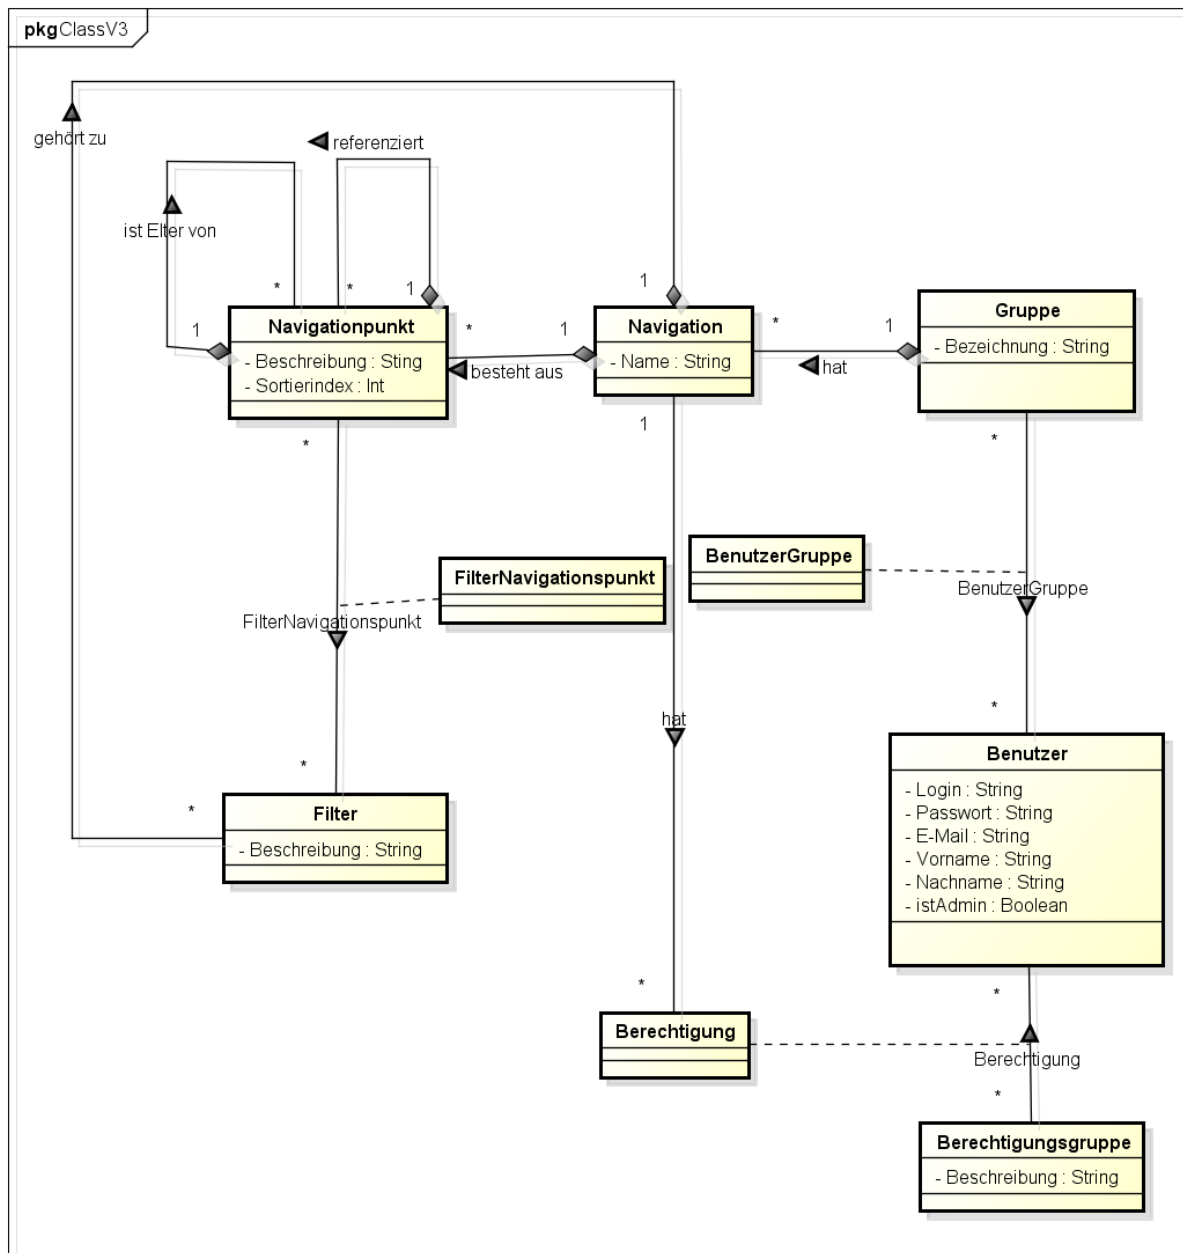 pkg ClassV3
gehört zu
referenziert
ist Elter von
*
*
1
1
*
1
Navigationpunkt
- Beschreibung : Sting
- Sortierindex : Int
*
besteht aus
1
Navigation
- Name : String
*
hat
1
Gruppe
- Bezeichnung : String
*
1
*
FilterNavigationspunkt
FilterNavigationspunkt
BenutzerGruppe
BenutzerGruppe
*
hat
*
*
Filter
- Beschreibung : String
Benutzer
- Login : String
- Passwort : String
- E-Mail : String
- Vorname : String
- Nachname : String
- istAdmin : Boolean
*
*
Berechtigung
Berechtigung
*
Berechtigungsgruppe
- Beschreibung : String